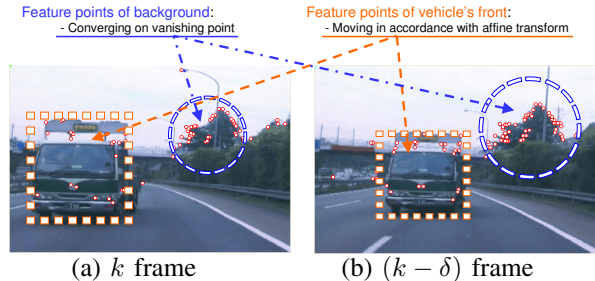 Feature points of background:
- Converging on vanishing point
Feature points of vehicle's front:
- Moving in accordance with affine transform
(a) k frame
(b) (k − δ) frame